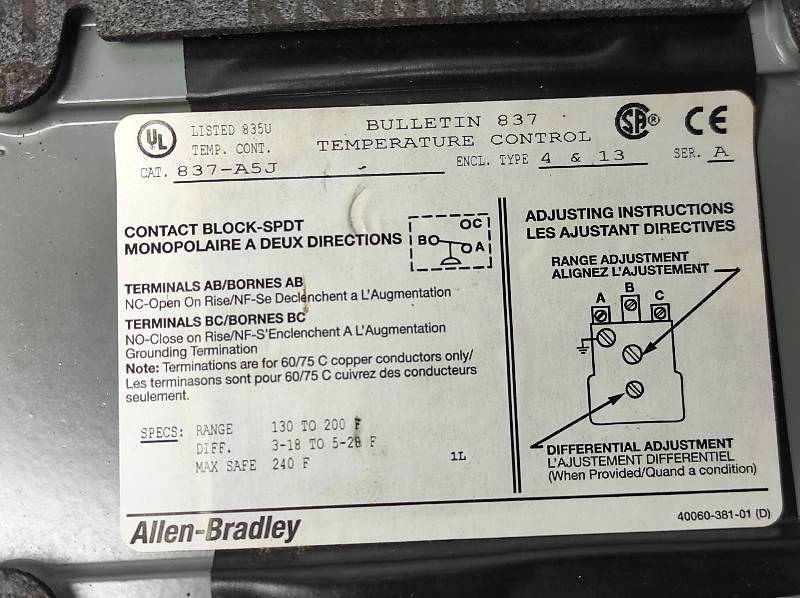 UL
LISTED 835U
TEMP. CONT.
BULLETIN 837
TEMPERATURE CONTROL
SA ®
CE
CAT. 837-A5J
ENCL. TYPE 4 & 13
SER. A
CONTACT BLOCK-SPDT
MONOPOLAIRE A DEUX DIRECTIONS
C
B
A
TERMINALS AB/BORNES AB
NC-Open On Rise/NF-Se Declenchent a L'Augmentation
TERMINALS BC/BORNES BC
NO-Close on Rise/NF-S'Enclenchent A L'Augmentation
Grounding Termination
Note: Terminations are for 60/75 C copper conductors only/
Les terminasons sont pour 60/75 C cuivrez des conducteurs
seulement.
SPECS: RANGE 130 TO 200 F
DIFF. 3-18 TO 5-28 F
MAX SAFE 240 F
1L
ADJUSTING INSTRUCTIONS
LES AJUSTANT DIRECTIVES
RANGE ADJUSTMENT
ALIGNEZ L'AJUSTEMENT
A B C
DIFFERENTIAL ADJUSTMENT
L'AJUSTEMENT DIFFERENTIEL
(When Provided/Quand a condition)
Allen-Bradley
40060-381-01 (D)